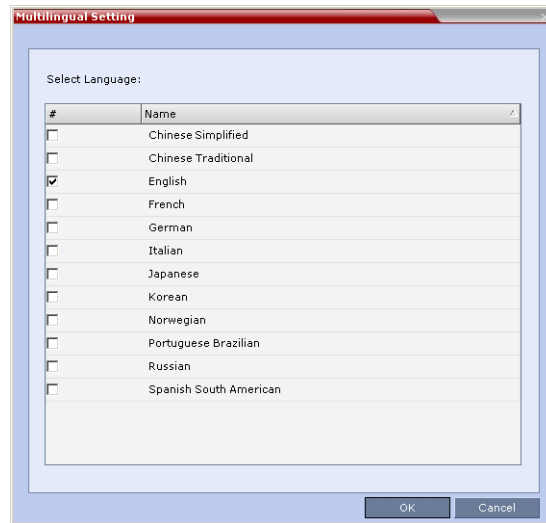 Multilingual Setting
Select Language:
# Name
Chinese Simplified
Chinese Traditional
English
French
German
Italian
Japanese
Korean
Norwegian
Portuguese Brazilian
Russian
Spanish South American
OK Cancel